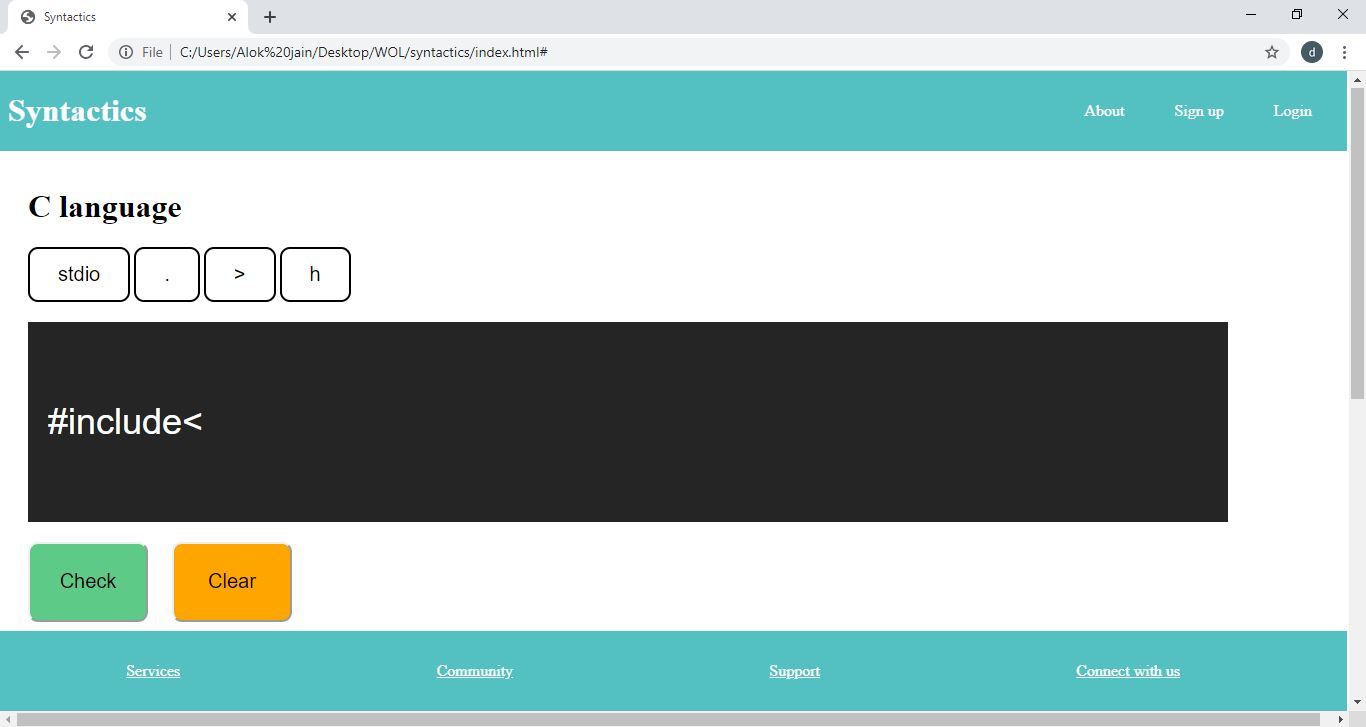 Syntactics
File C:/Users/Alok%20jain/Desktop/WOL/syntactics/index.html# d
Syntactics About Sign up Login
C language
stdio . > h
#include<
Check Clear
Services Community Support Connect with us